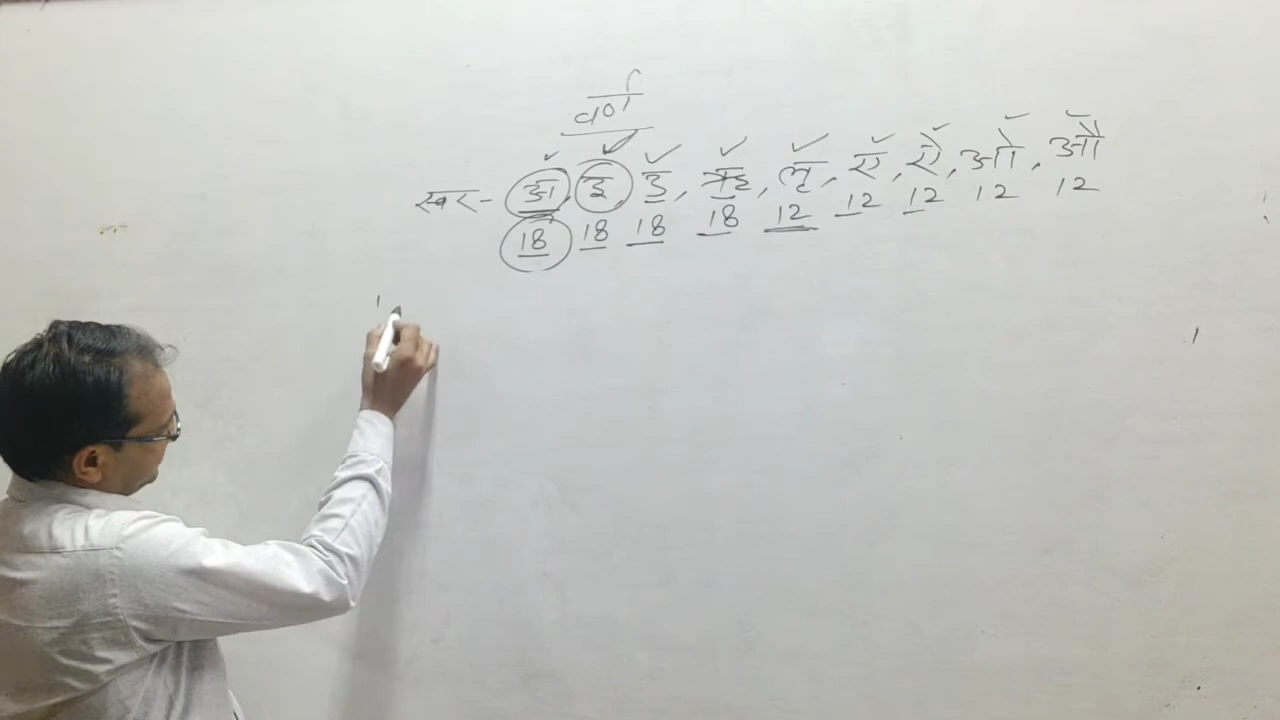 वर्ण
स्वर- अ, इ, उ, ऋ, लृ, ए, ऐ, ओ, औ
18 18 18 18 12 12 12 12 12